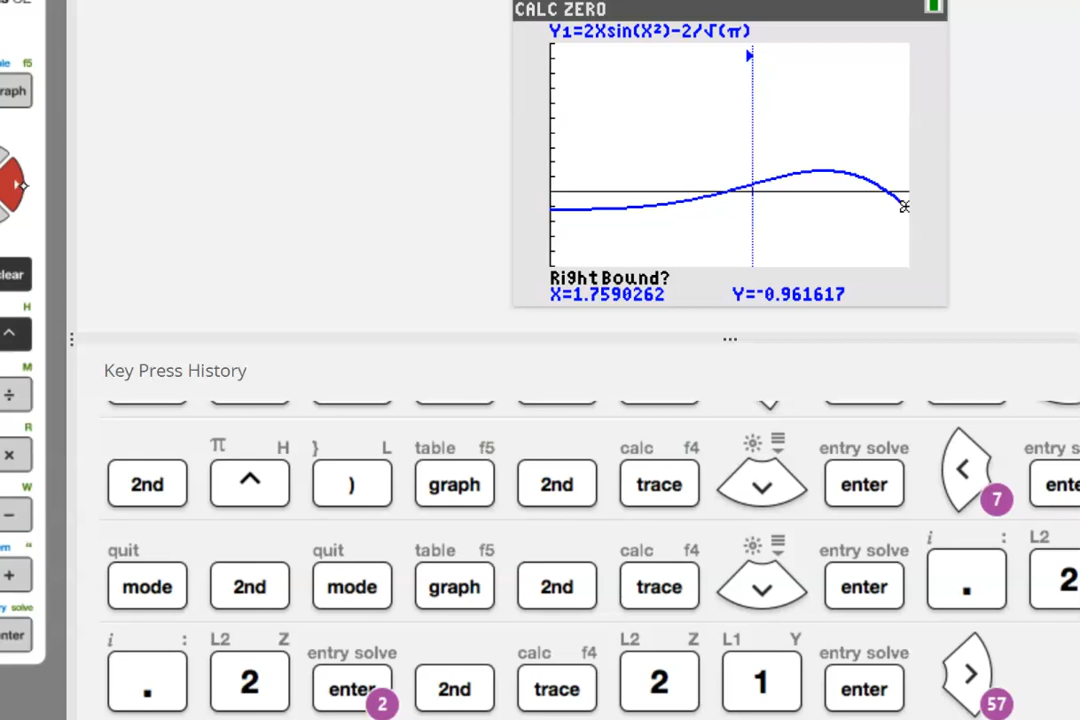 CALC ZERO
Y1=2Xsin(X²)-2/√(π)
f5
raph
Right Bound?
X=1.7590262 Y=⁻0.961617
lear
H
^
M
÷
R
×
W
−
+
solve
nter
Key Press History
π H } L table f5 calc f4 entry solve entry s
2nd ^ ) graph 2nd trace enter 7 ente
quit quit table f5 calc f4 entry solve i : L2
mode 2nd mode graph 2nd trace enter . 2
i : L2 Z entry solve calc f4 L2 Z L1 Y entry solve
. 2 enter 2 2nd trace 2 1 enter 57